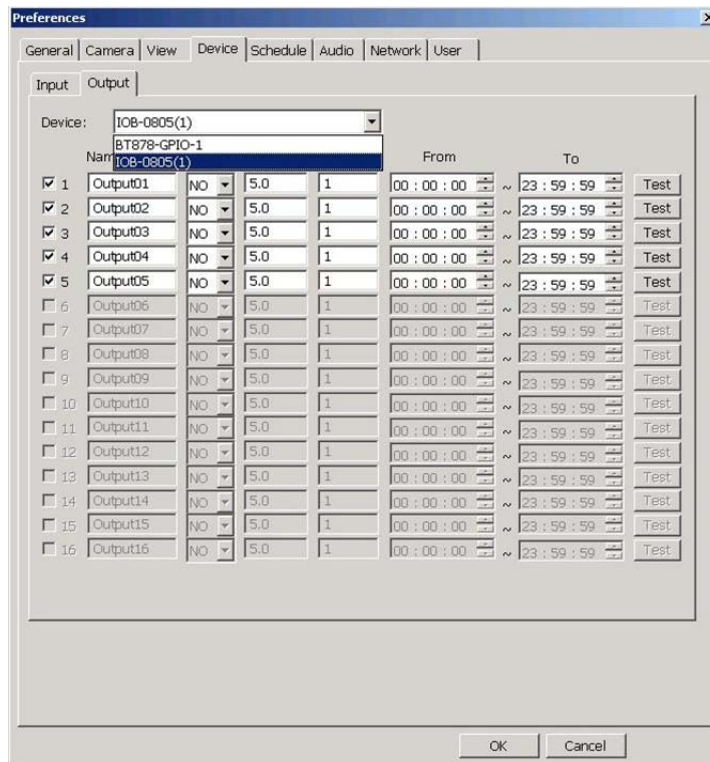 Preferences
General Camera View Device Schedule Audio Network User
Input Output
Device: IOB-0805(1)
BT878-GPIO-1
IOB-0805(1)
From To
1 Output01 NO 5.0 1 00 : 00 : 00 ~ 23 : 59 : 59 Test
2 Output02 NO 5.0 1 00 : 00 : 00 ~ 23 : 59 : 59 Test
3 Output03 NO 5.0 1 00 : 00 : 00 ~ 23 : 59 : 59 Test
4 Output04 NO 5.0 1 00 : 00 : 00 ~ 23 : 59 : 59 Test
5 Output05 NO 5.0 1 00 : 00 : 00 ~ 23 : 59 : 59 Test
6 Output06 NO 5.0 1 00 : 00 : 00 ~ 23 : 59 : 59 Test
7 Output07 NO 5.0 1 00 : 00 : 00 ~ 23 : 59 : 59 Test
8 Output08 NO 5.0 1 00 : 00 : 00 ~ 23 : 59 : 59 Test
9 Output09 NO 5.0 1 00 : 00 : 00 ~ 23 : 59 : 59 Test
10 Output10 NO 5.0 1 00 : 00 : 00 ~ 23 : 59 : 59 Test
11 Output11 NO 5.0 1 00 : 00 : 00 ~ 23 : 59 : 59 Test
12 Output12 NO 5.0 1 00 : 00 : 00 ~ 23 : 59 : 59 Test
13 Output13 NO 5.0 1 00 : 00 : 00 ~ 23 : 59 : 59 Test
14 Output14 NO 5.0 1 00 : 00 : 00 ~ 23 : 59 : 59 Test
15 Output15 NO 5.0 1 00 : 00 : 00 ~ 23 : 59 : 59 Test
16 Output16 NO 5.0 1 00 : 00 : 00 ~ 23 : 59 : 59 Test
OK Cancel